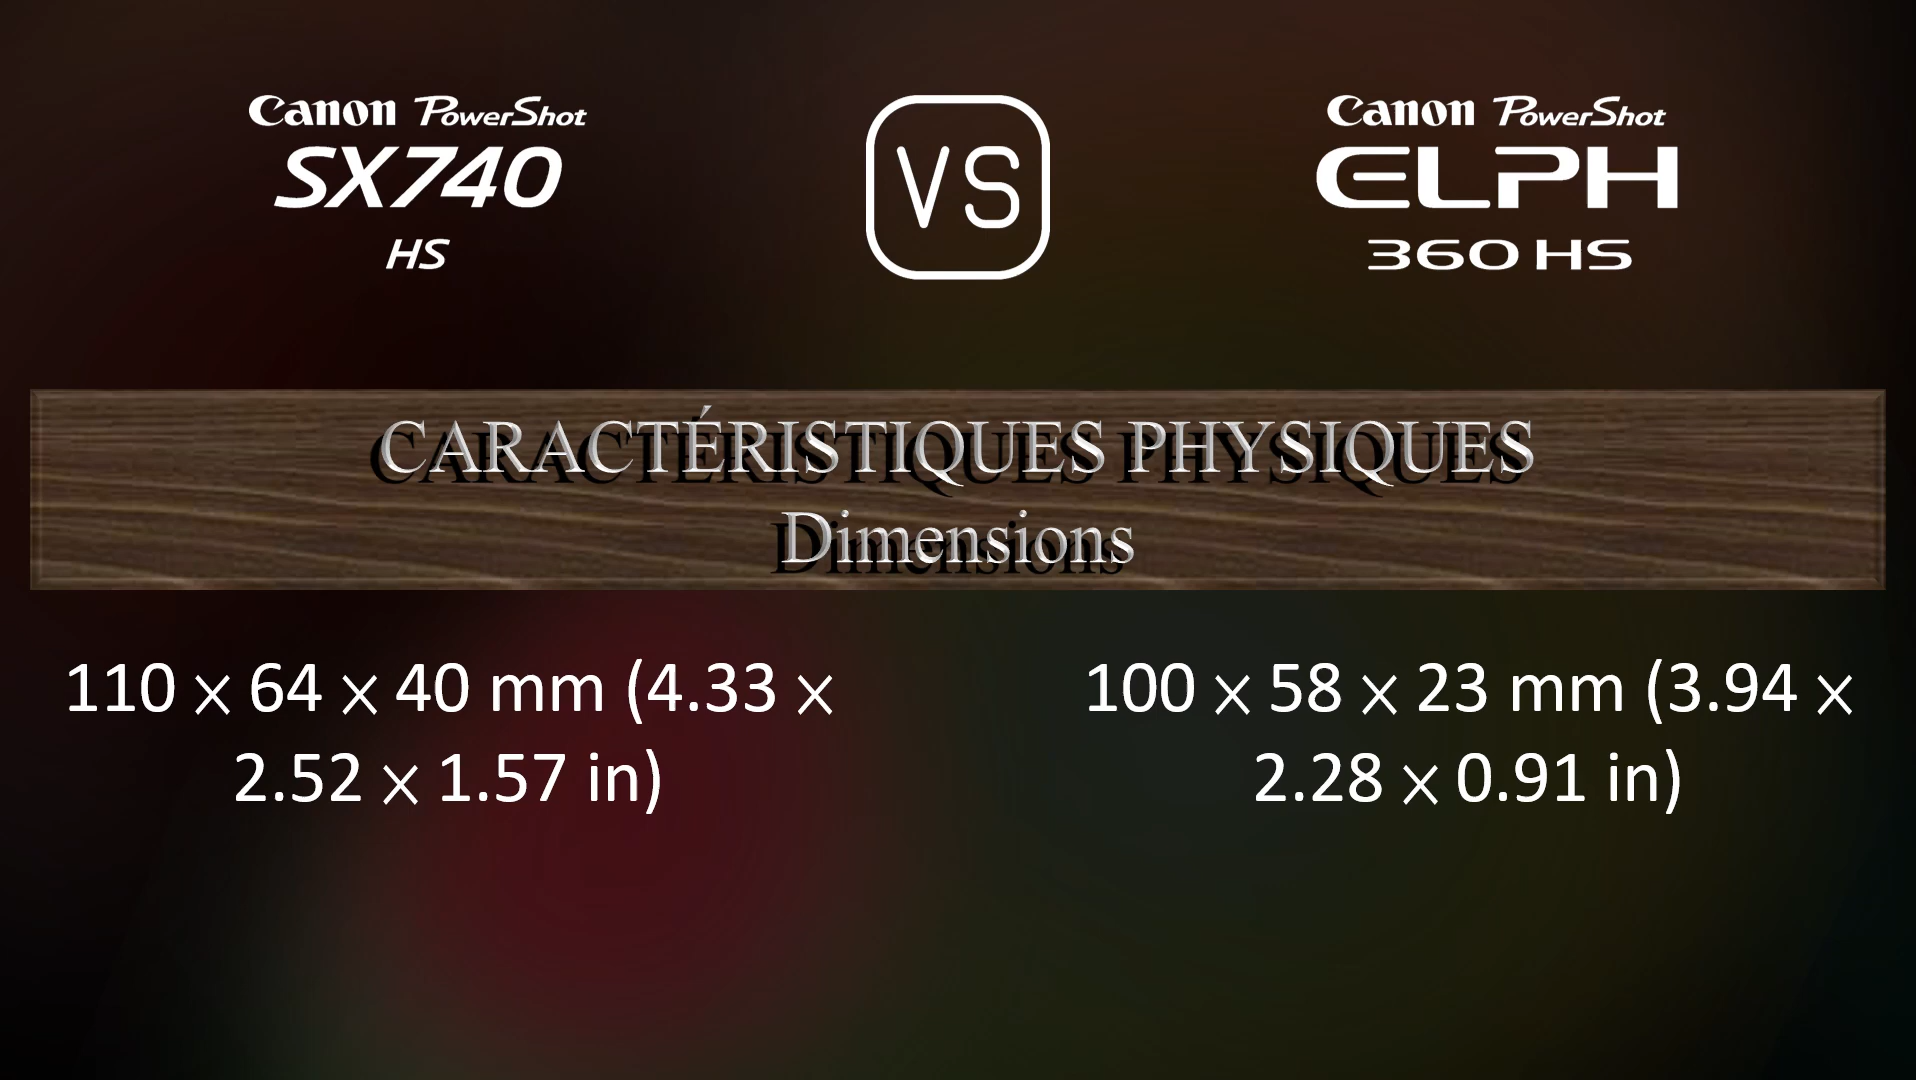 Canon PowerShot
SX740
HS
VS
Canon PowerShot
ELPH
360 HS
CARACTÉRISTIQUES PHYSIQUES
Dimensions
110 x 64 x 40 mm (4.33 x
2.52 x 1.57 in)
100 x 58 x 23 mm (3.94 x
2.28 x 0.91 in)